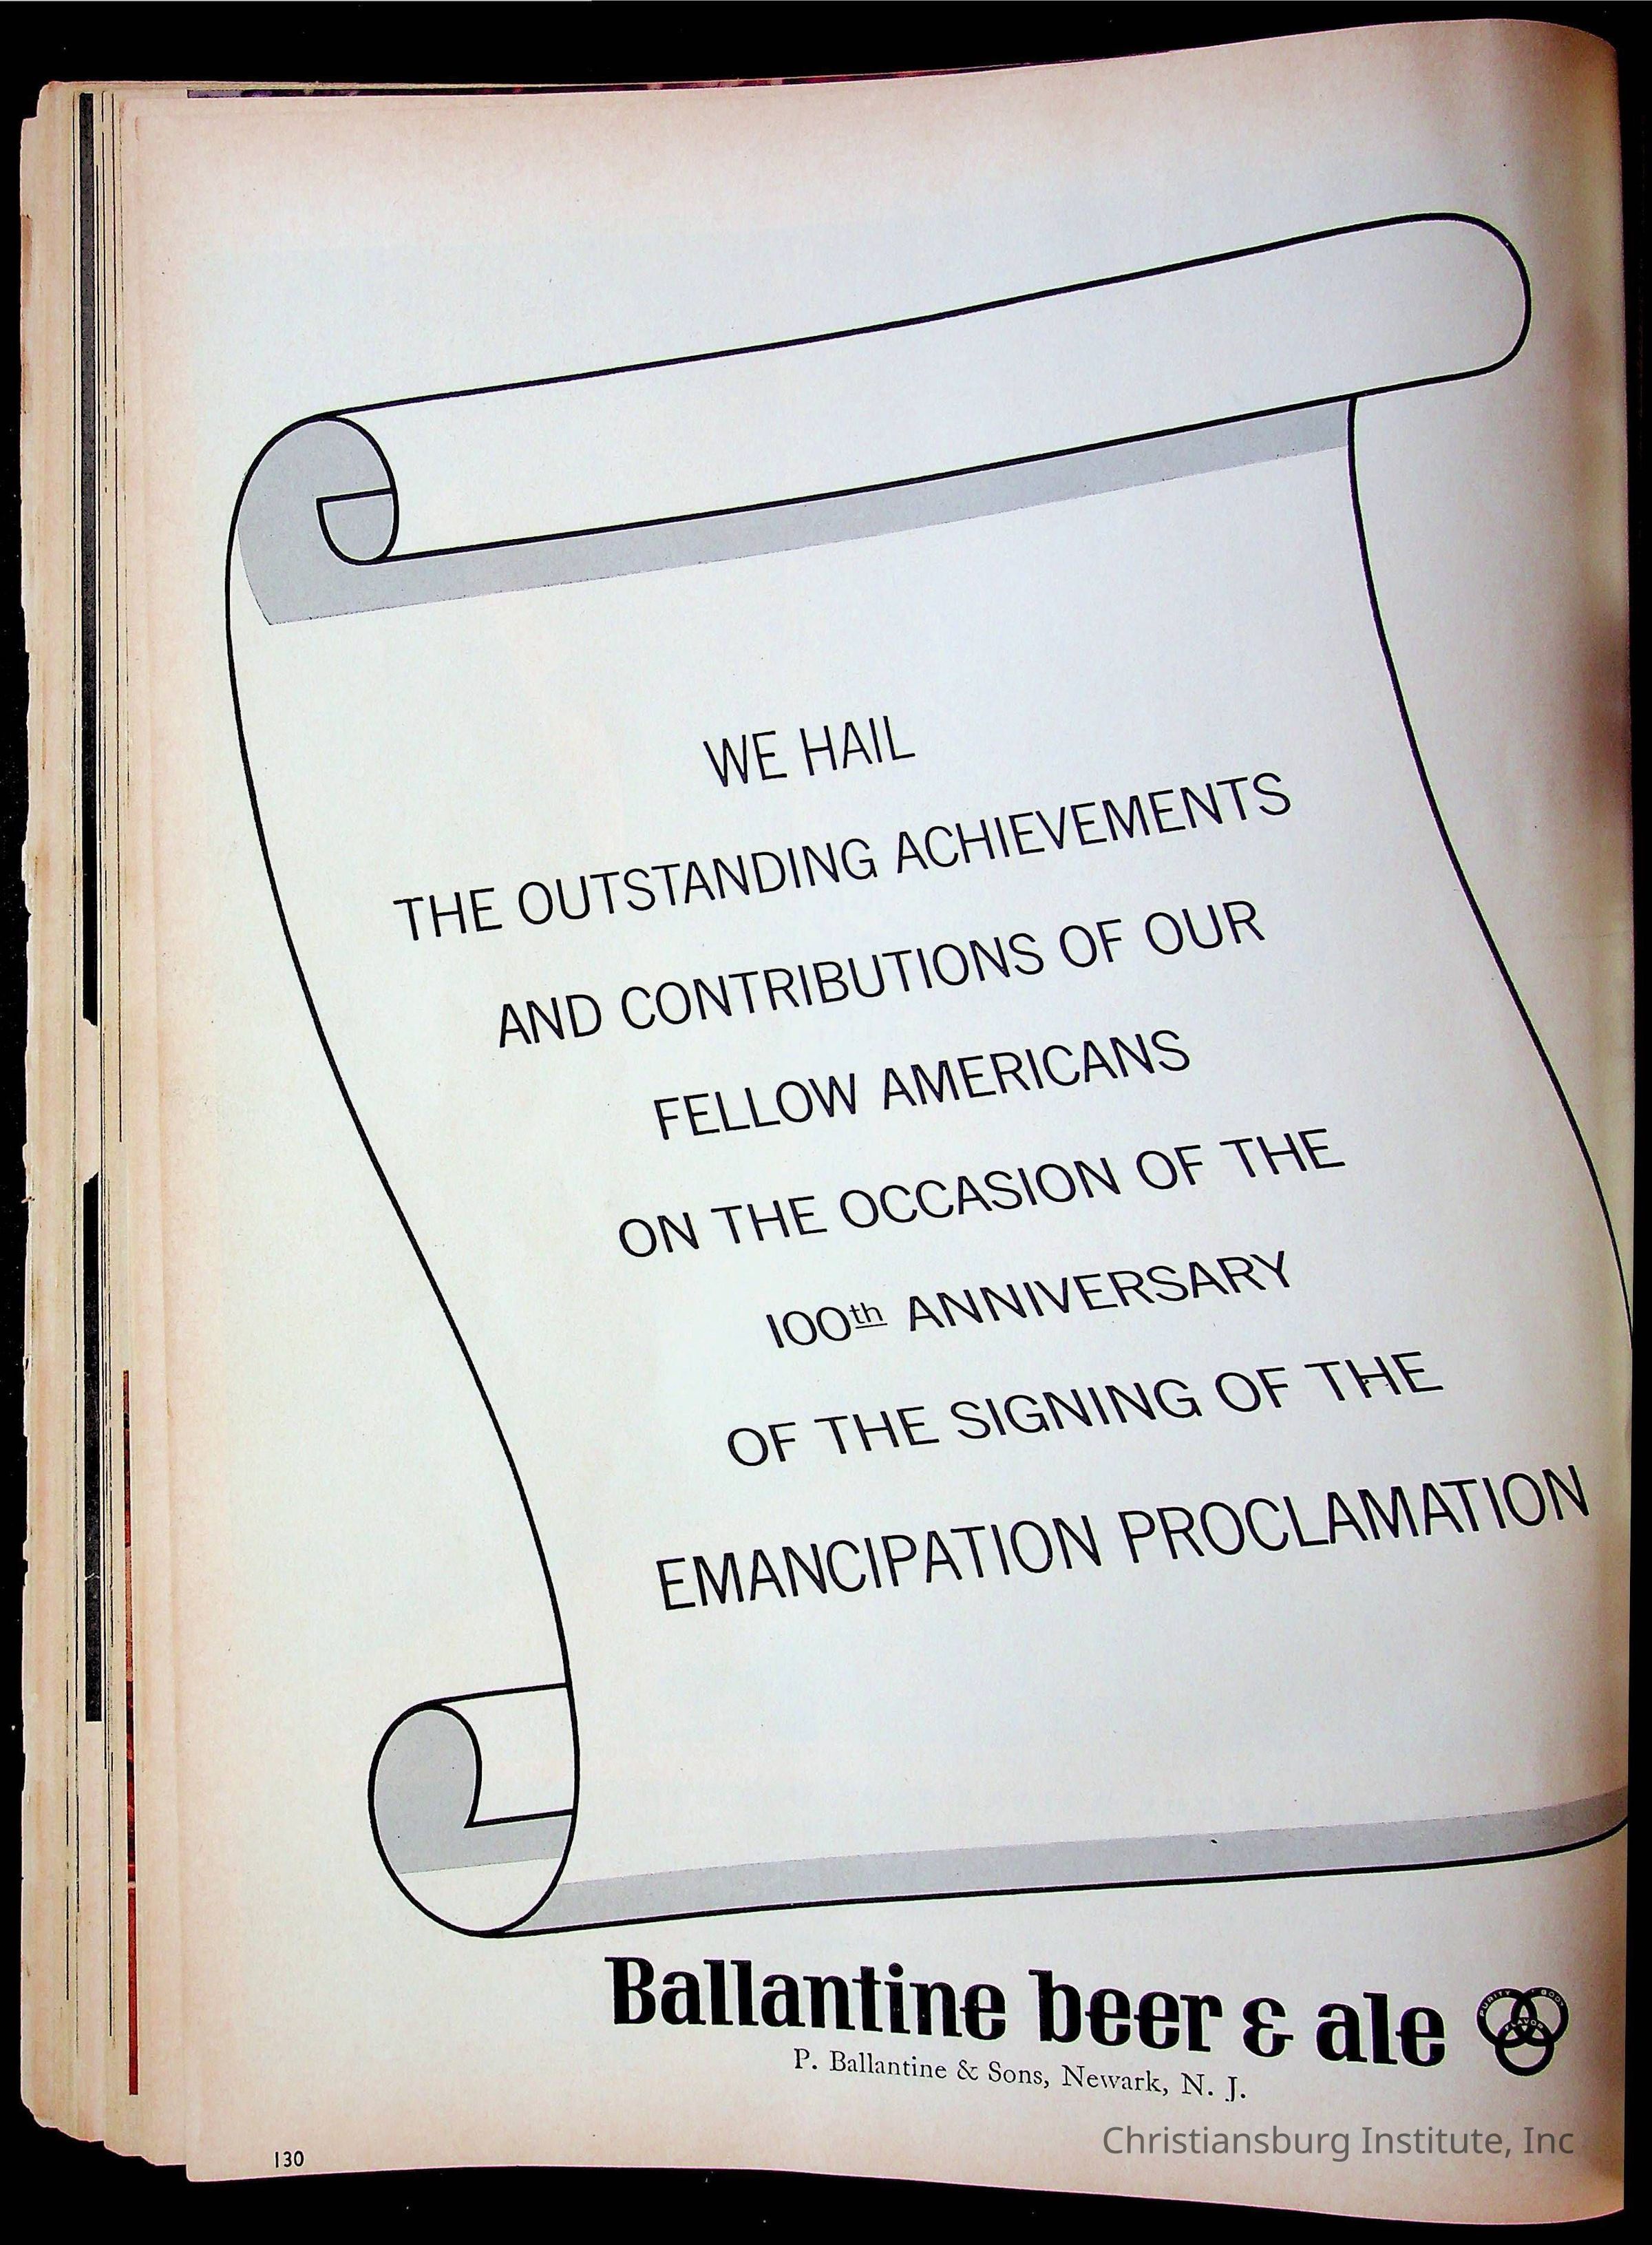 WE HAIL
THE OUTSTANDING ACHIEVEMENTS
AND CONTRIBUTIONS OF OUR
FELLOW AMERICANS
ON THE OCCASION OF THE
100th ANNIVERSARY
OF THE SIGNING OF THE
EMANCIPATION PROCLAMATION
Ballantine beer & ale
PURITY BODY
FLAVOR
P. Ballantine & Sons, Newark, N. J.
Christiansburg Institute, Inc
130